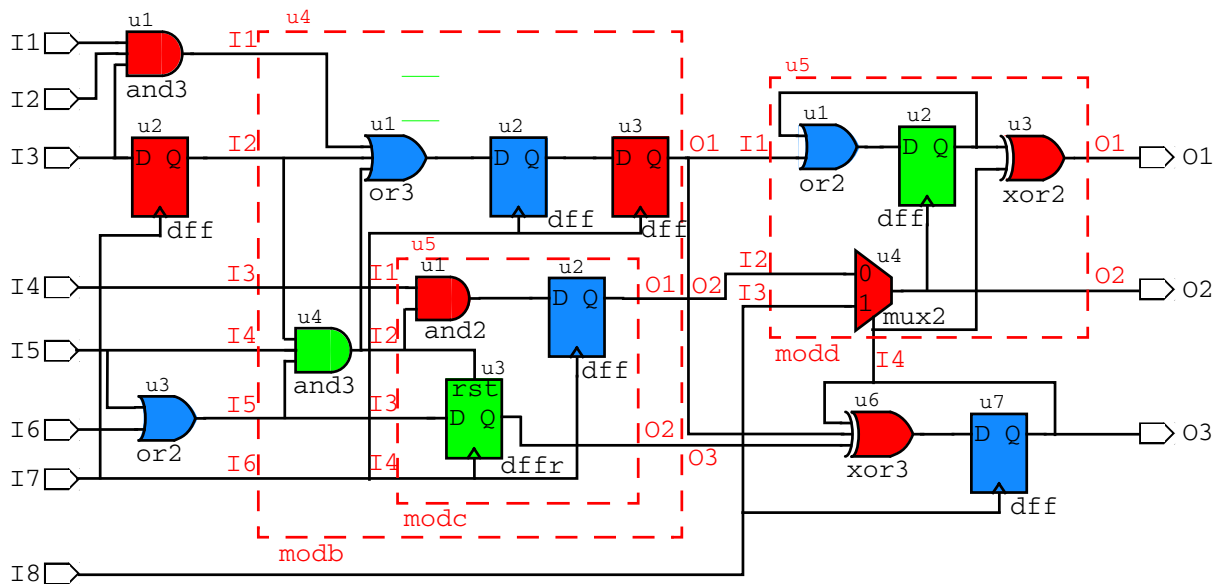 u1
u4
I1
I1
and3
I2
u5
u2
I3
D Q
dff
I2
u1
or3
u2
D Q
dff
u3
D Q
dff
O1
I1
u1
or2
u2
D Q
dff
u3
xor2
O1
O1
I4
I3
u5
I1
u1
and2
u2
D Q
dff
O1
O2
I2
I3
u4
0
1
mux2
O2
O2
modd
I4
I5
I4
u4
and3
I2
u3
rst
D Q
dffr
u3
or2
I5
I3
O2
O3
u6
xor3
u7
D Q
dff
O3
I6
I7
I6
I4
modc
modb
I8